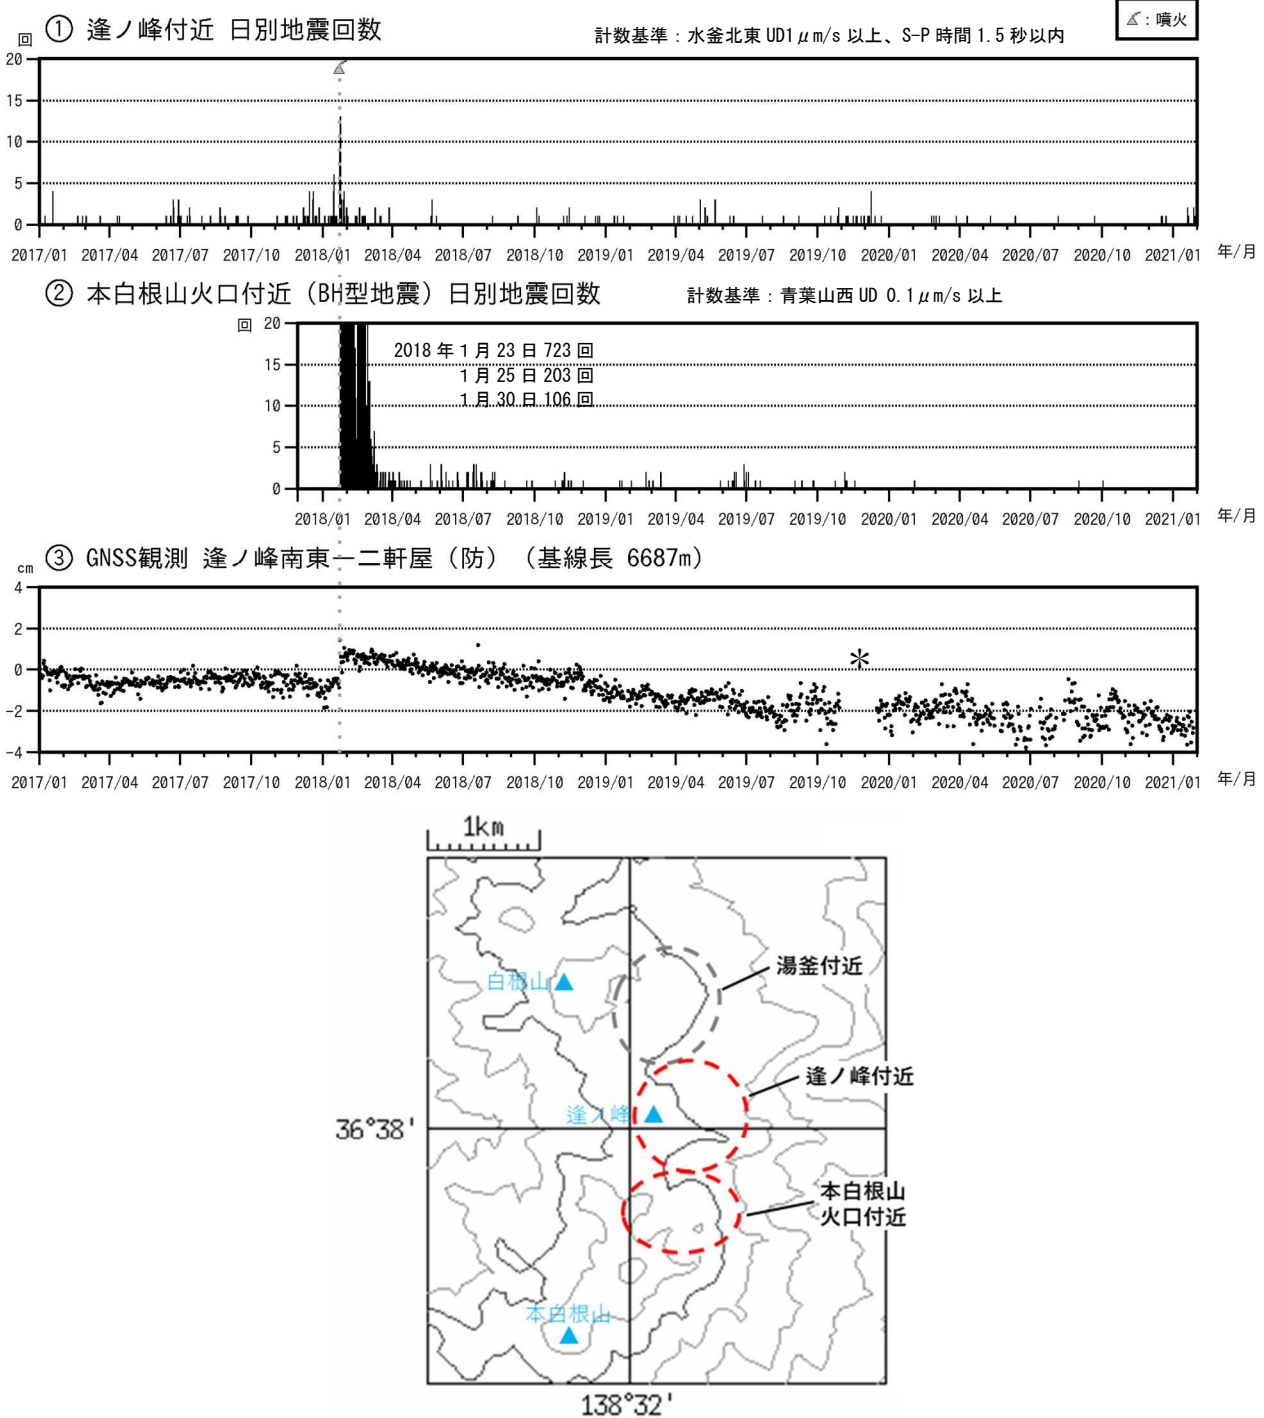 ① 逢ノ峰付近 日別地震回数
計数基準：水釜北東 UD1μm/s 以上、S-P 時間 1.5 秒以内
：噴火
回
20
15
10
5
0
2017/01 2017/04 2017/07 2017/10 2018/01 2018/04 2018/07 2018/10 2019/01 2019/04 2019/07 2019/10 2020/01 2020/04 2020/07 2020/10 2021/01 年/月
② 本白根山火口付近（BH型地震）日別地震回数
計数基準：青葉山西 UD 0.1μm/s 以上
回
20
15
10
5
0
2018 年 1 月 23 日 723 回
1 月 25 日 203 回
1 月 30 日 106 回
2018/01 2018/04 2018/07 2018/10 2019/01 2019/04 2019/07 2019/10 2020/01 2020/04 2020/07 2020/10 2021/01 年/月
③ GNSS観測 逢ノ峰南東－二軒屋（防）（基線長 6687m）
cm
4
2
0
-2
-4
＊
2017/01 2017/04 2017/07 2017/10 2018/01 2018/04 2018/07 2018/10 2019/01 2019/04 2019/07 2019/10 2020/01 2020/04 2020/07 2020/10 2021/01 年/月
1km
湯釜付近
白根山
逢ノ峰付近
逢ノ峰
36°38'
本白根山
火口付近
本白根山
138°32'